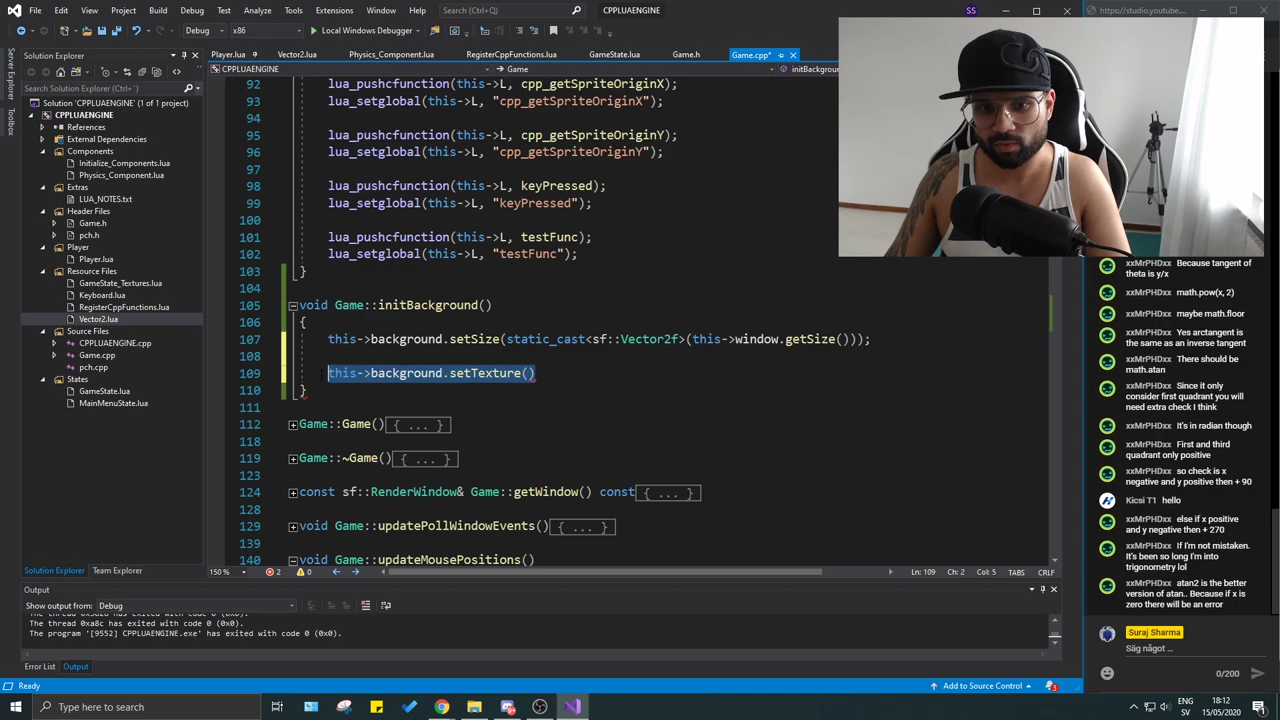 File Edit View Project Build Debug Test Analyze Tools Extensions Window Help Search (Ctrl+Q) CPPLUAENGINE SS
https://studio.youtube.c
Debug x86 Local Windows Debugger
Server Explorer
Toolbox
Solution Explorer
Search Solution Explorer (Ctrl+')
Solution 'CPPLUAENGINE' (1 of 1 project)
CPPLUAENGINE
References
External Dependencies
Components
Initialize_Components.lua
Physics_Component.lua
Extras
LUA_NOTES.txt
Header Files
Game.h
pch.h
Player
Player.lua
Resource Files
GameState_Textures.lua
Keyboard.lua
RegisterCppFunctions.lua
Vector2.lua
Source Files
CPPLUAENGINE.cpp
Game.cpp
pch.cpp
States
GameState.lua
MainMenuState.lua
Solution Explorer Team Explorer
Player.lua Vector2.lua Physics_Component.lua RegisterCppFunctions.lua GameState.lua Game.h Game.cpp*
CPPLUAENGINE Game initBackgroun
92 lua_pushcfunction(this->L, cpp_getSpriteOriginX);
93 lua_setglobal(this->L, "cpp_getSpriteOriginX");
94
95 lua_pushcfunction(this->L, cpp_getSpriteOriginY);
96 lua_setglobal(this->L, "cpp_getSpriteOriginY");
97
98 lua_pushcfunction(this->L, keyPressed);
99 lua_setglobal(this->L, "keyPressed");
100
101 lua_pushcfunction(this->L, testFunc);
102 lua_setglobal(this->L, "testFunc");
103 }
104
105 void Game::initBackground()
106 {
107 this->background.setSize(static_cast<sf::Vector2f>(this->window.getSize()));
108
109 this->background.setTexture()
110 }
111
112 Game::Game(){ ... }
118
119 Game::~Game(){ ... }
123
124 const sf::RenderWindow& Game::getWindow() const{ ... }
128
129 void Game::updatePollWindowEvents(){ ... }
139
140 void Game::updateMousePositions()
150 % 2 0 Ln: 109 Ch: 2 Col: 5 TABS CRLF
Output
Show output from: Debug
The thread 0xa8c has exited with code 0 (0x0).
The program '[9552] CPPLUAENGINE.exe' has exited with code 0 (0x0).
Error List Output
Ready Add to Source Control 3
xxMrPHDxx Because tangent of
theta is y/x
xxMrPHDxx math.pow(x, 2)
xxMrPHDxx maybe math.floor
xxMrPHDxx Yes arctangent is
the same as an inverse tangent
xxMrPHDxx There should be
math.atan
xxMrPHDxx Since it only
consider first quadrant you will
need extra check I think
xxMrPHDxx It's in radian though
xxMrPHDxx First and third
quadrant only positive
xxMrPHDxx so check is x
negative and y positive then + 90
Kicsi T1 hello
xxMrPHDxx else if x positive
and y negative then + 270
xxMrPHDxx If I'm not mistaken.
It's been so long I'm into
trigonometry lol
xxMrPHDxx atan2 is the better
version of atan.. Because if x is
zero there will be an error
Suraj Sharma
Säg något ...
0/200
Type here to search
ENG
SV
18:12
15/05/2020
1